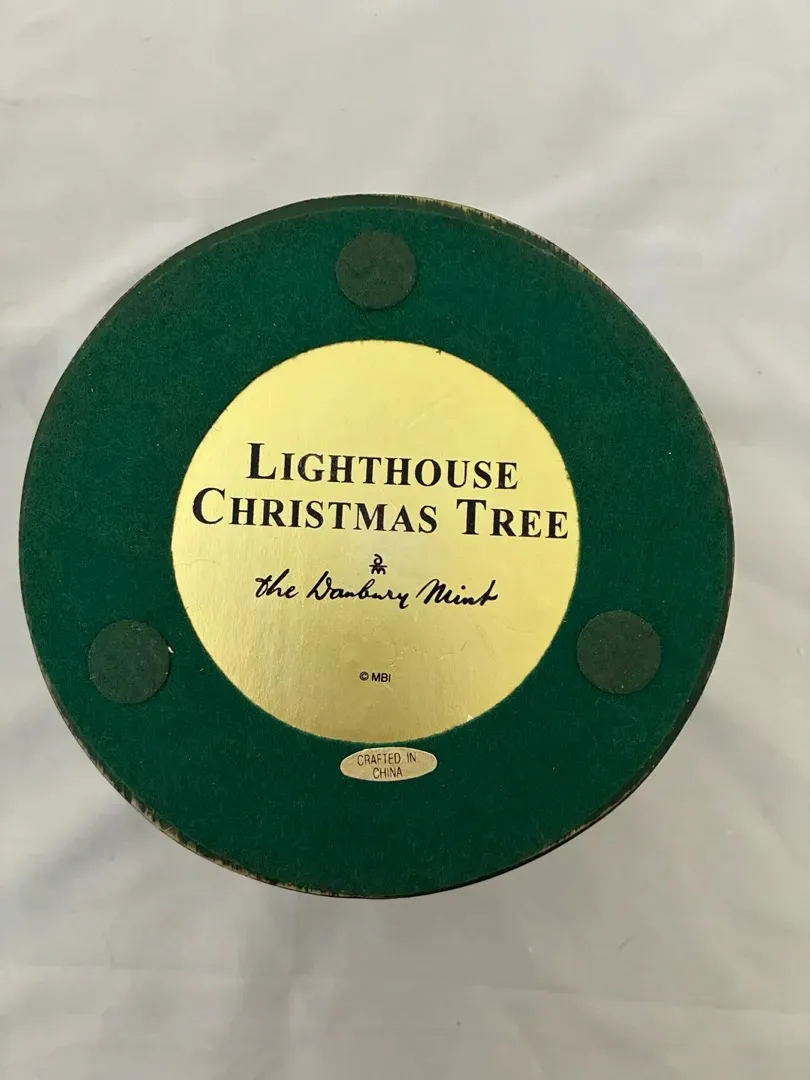 LIGHTHOUSE
CHRISTMAS TREE
the Danbury Mint
© MBI
CRAFTED IN
CHINA